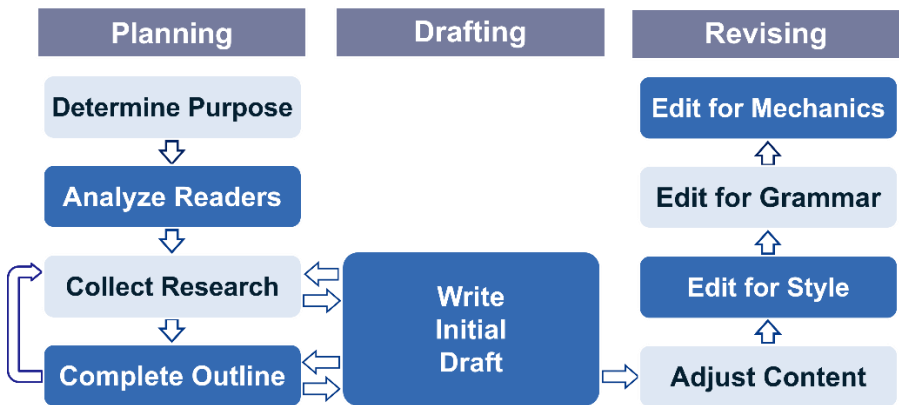 Planning
Determine Purpose
Analyze Readers
Collect Research
Complete Outline
Drafting
Write
Initial
Draft
Revising
Edit for Mechanics
Edit for Grammar
Edit for Style
Adjust Content